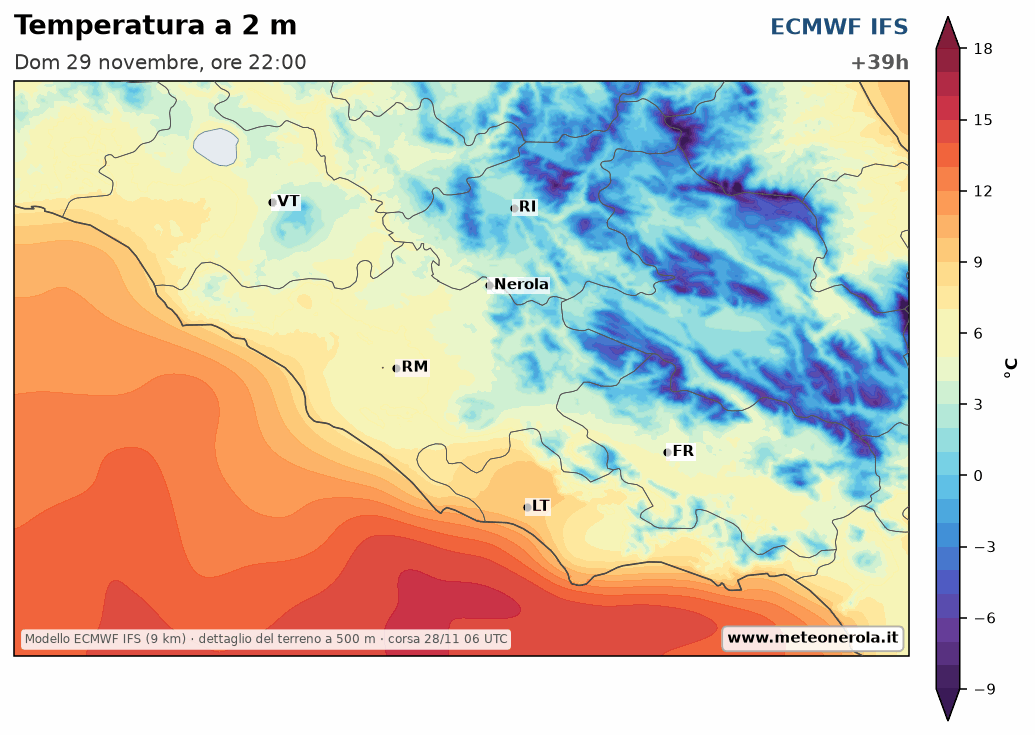 Temperatura a 2 m
ECMWF IFS
Dom 29 novembre, ore 22:00
+39h
VT
RI
Nerola
RM
FR
LT
Modello ECMWF IFS (9 km) · dettaglio del terreno a 500 m · corsa 28/11 06 UTC
www.meteonerola.it
18
15
12
9
6
3
0
−3
−6
−9
°C